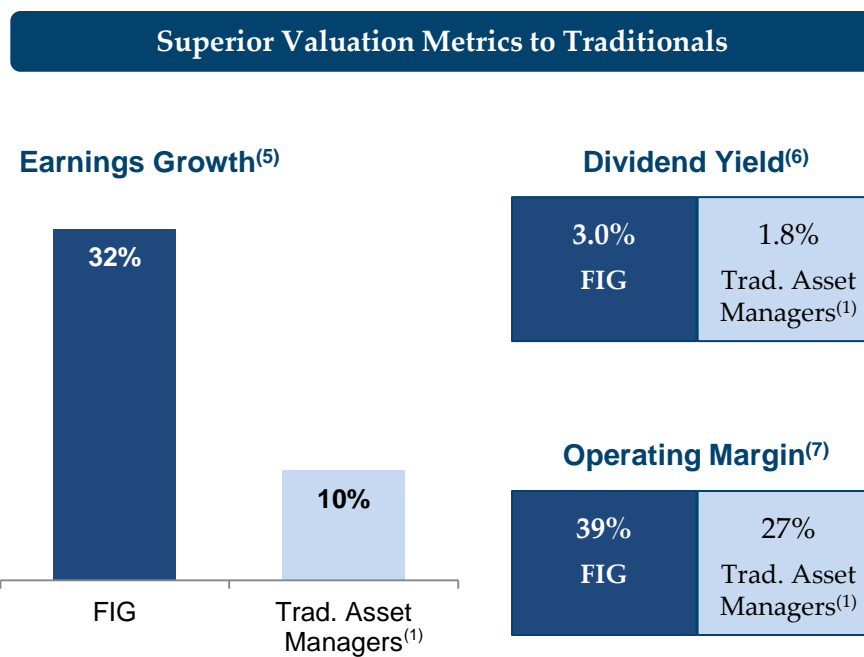 Superior Valuation Metrics to Traditionals
Earnings Growth(5)
32%
10%
FIG
Trad. Asset
Managers(1)
Dividend Yield(6)
3.0%
FIG
1.8%
Trad. Asset
Managers(1)
Operating Margin(7)
39%
FIG
27%
Trad. Asset
Managers(1)